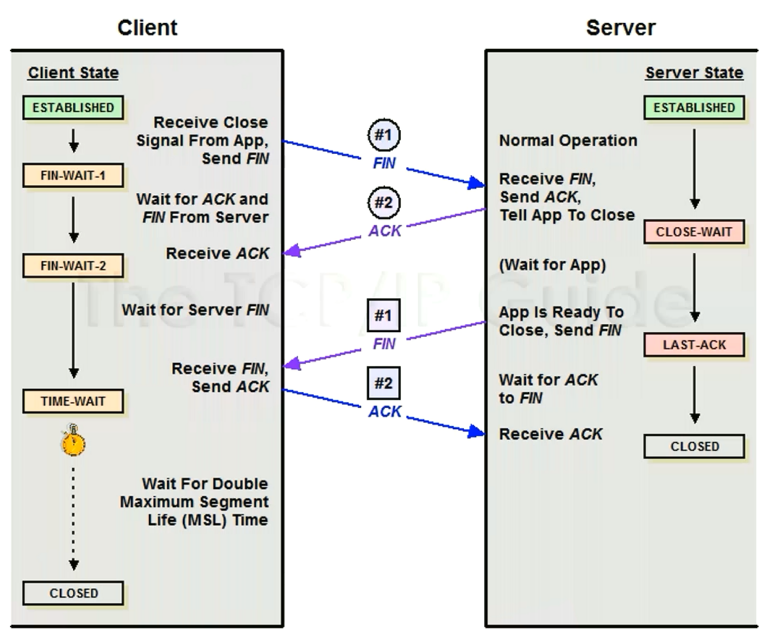 Client
Server
Client State
Server State
ESTABLISHED
ESTABLISHED
Receive Close
Signal From App,
Send FIN
#1
FIN
Normal Operation
FIN-WAIT-1
Receive FIN,
Send ACK,
Tell App To Close
Wait for ACK and
FIN From Server
#2
ACK
CLOSE-WAIT
Receive ACK
FIN-WAIT-2
(Wait for App)
The TCP/IP Guide
Wait for Server FIN
#1
FIN
App Is Ready To
Close, Send FIN
LAST-ACK
Receive FIN,
Send ACK
#2
ACK
Wait for ACK
to FIN
TIME-WAIT
Receive ACK
CLOSED
Wait For Double
Maximum Segment
Life (MSL) Time
CLOSED